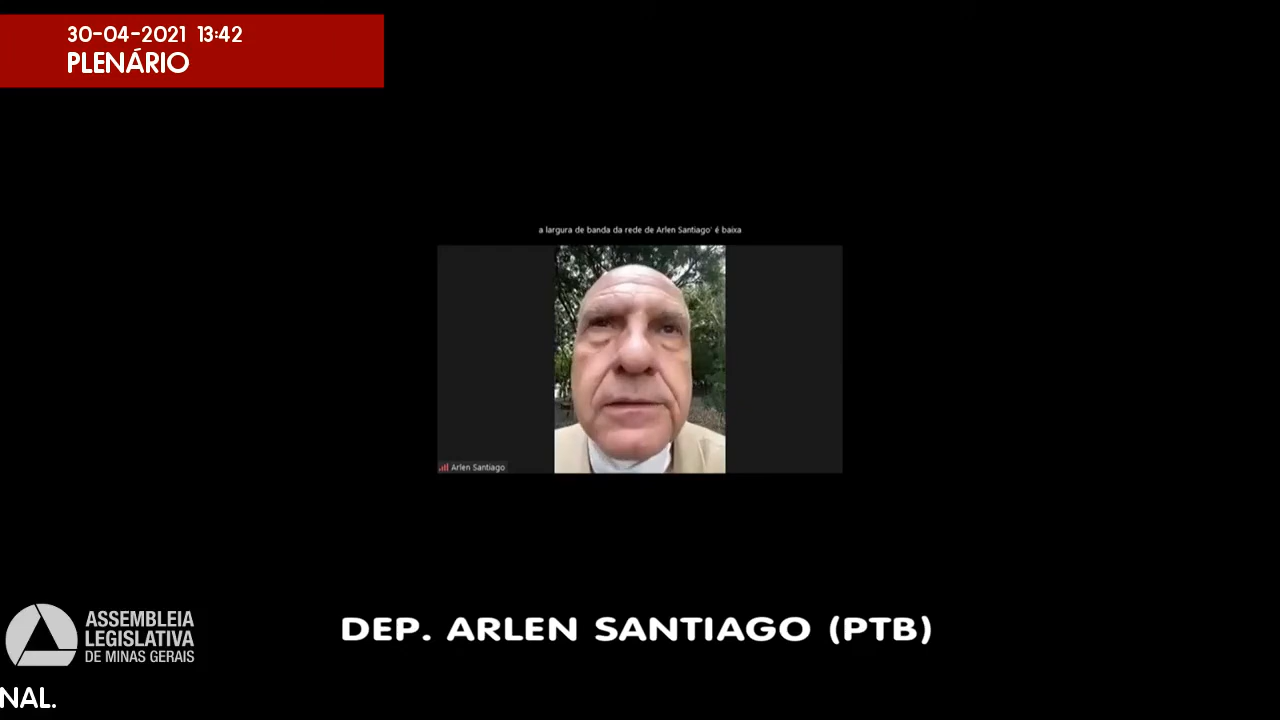 30-04-2021 13:42
PLENÁRIO
a largura de banda da rede de Arlen Santiago' é baixa
Arlen Santiago
DEP. ARLEN SANTIAGO (PTB)
ASSEMBLEIA
LEGISLATIVA
DE MINAS GERAIS
NAL.